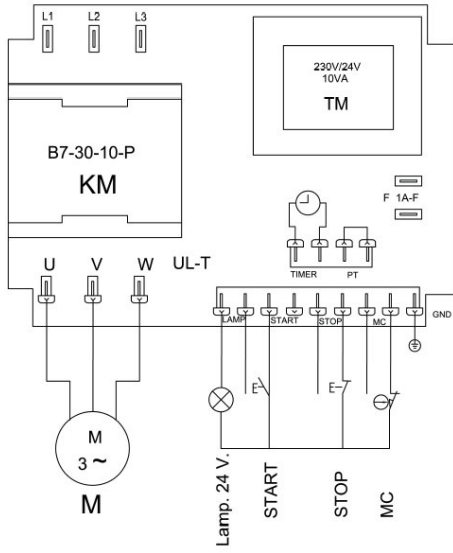 L1 L2 L3
230V/24V
10VA
TM
B7-30-10-P
KM
F 1A-F
TIMER PT
U V W UL-T
LAMP START STOP MC GND
E E
M
3 ~
M
Lamp. 24 V.
START
STOP
MC